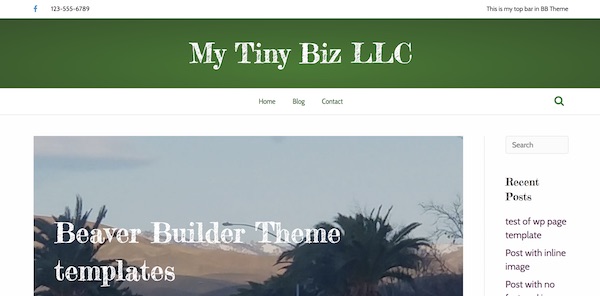 123-555-6789
This is my top bar in BB Theme
My Tiny Biz LLC
Home Blog Contact
Search
Beaver Builder Theme
templates
Recent
Posts
test of wp page
template
Post with inline
image
Post with no